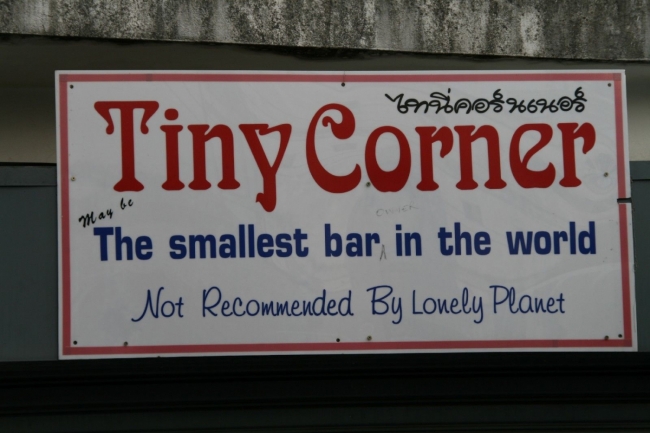 ไทนี่คอร์นเนอร์
Tiny Corner
May be
The smallest bar in the world
Not Recommended By Lonely Planet